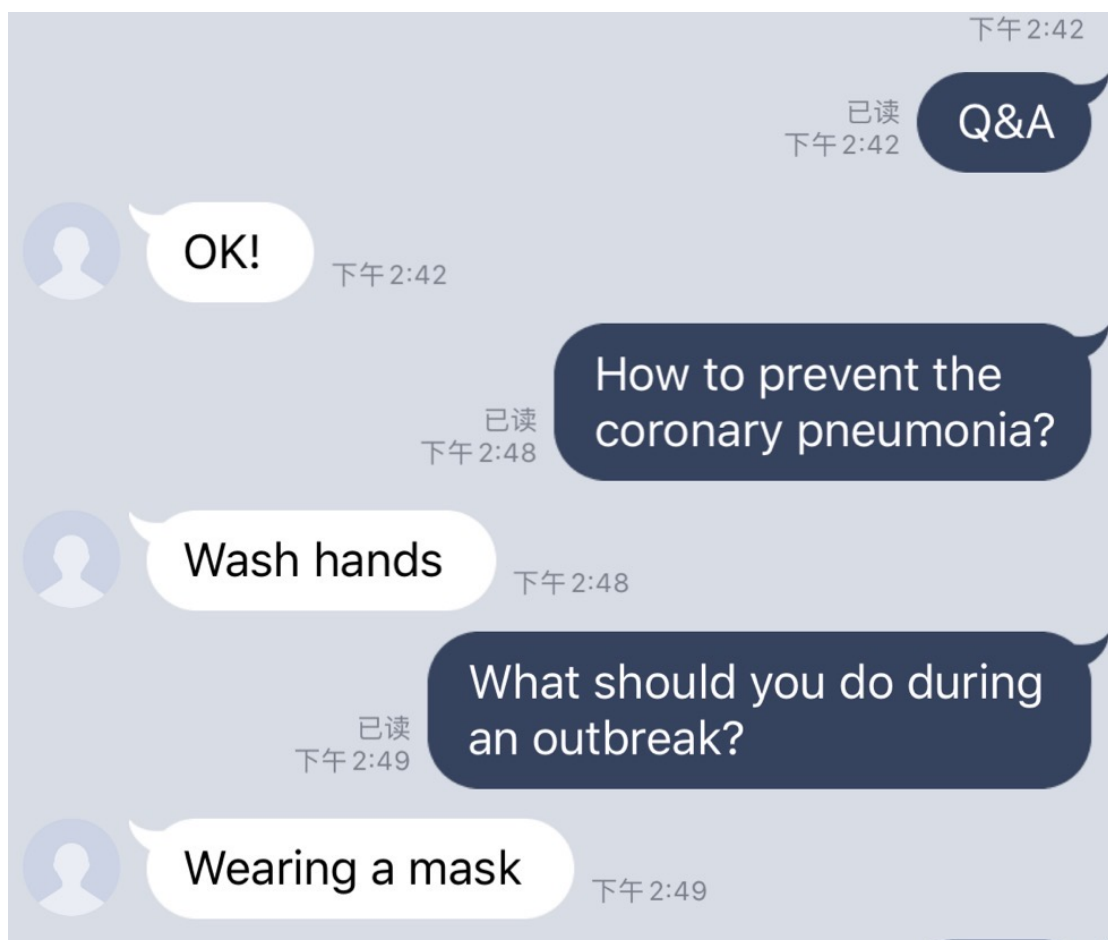 下午2:42
已读
下午2:42
Q&A
OK!
下午2:42
How to prevent the
coronary pneumonia?
已读
下午2:48
Wash hands
下午2:48
What should you do during
an outbreak?
已读
下午2:49
Wearing a mask
下午2:49